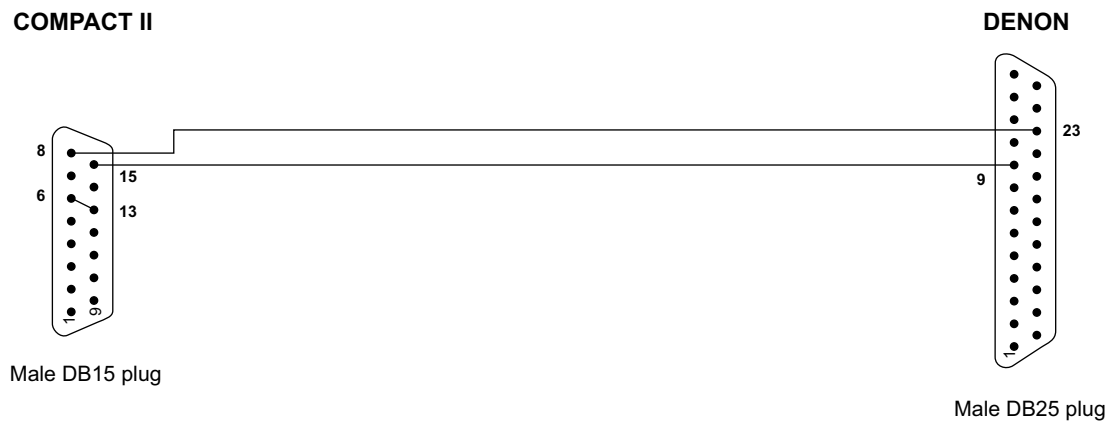 COMPACT II
DENON
8
15
6
13
1
9
23
9
1
Male DB15 plug
Male DB25 plug